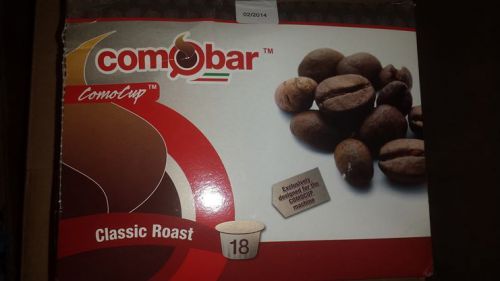 02/2014
comobar™
ComoCup™
Exclusively
designed for the
COMOCUP
machine
Classic Roast
18